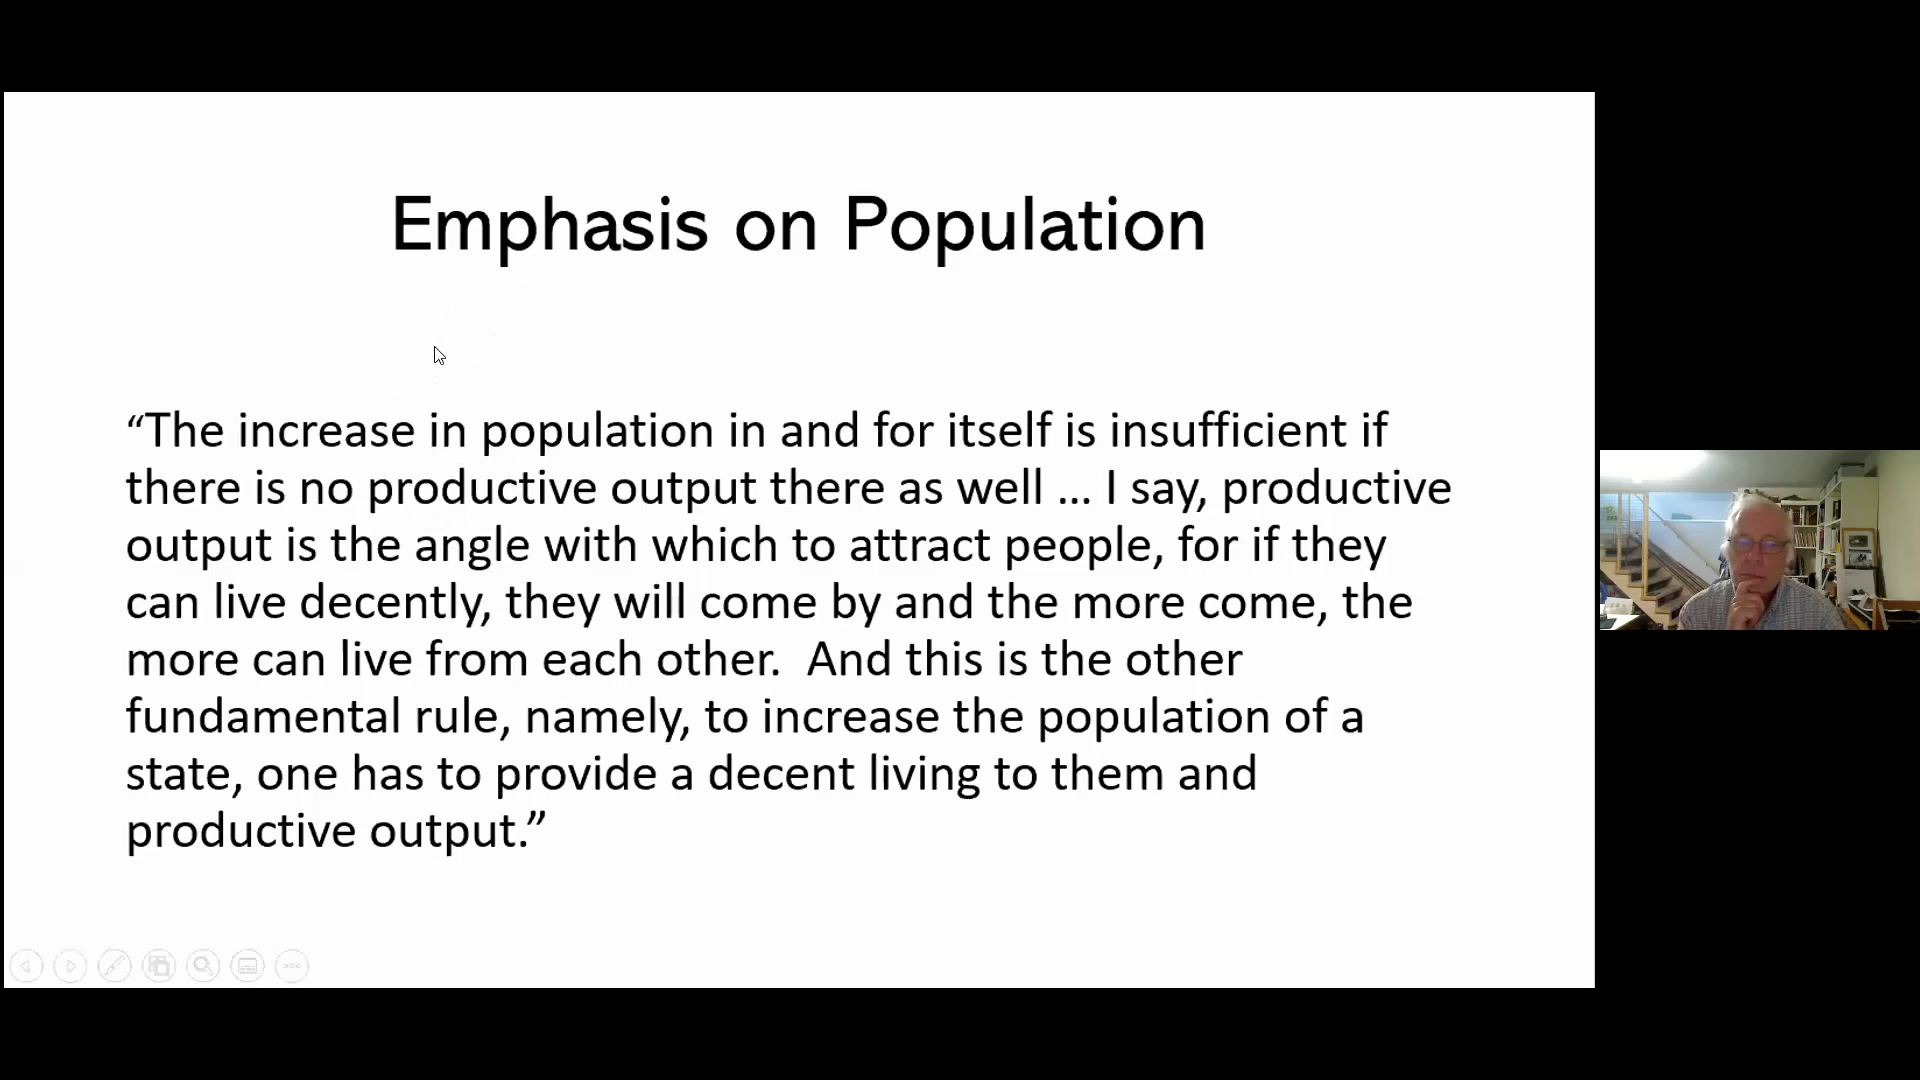 Emphasis on Population
“The increase in population in and for itself is insufficient if
there is no productive output there as well ... I say, productive
output is the angle with which to attract people, for if they
can live decently, they will come by and the more come, the
more can live from each other.  And this is the other
fundamental rule, namely, to increase the population of a
state, one has to provide a decent living to them and
productive output.”